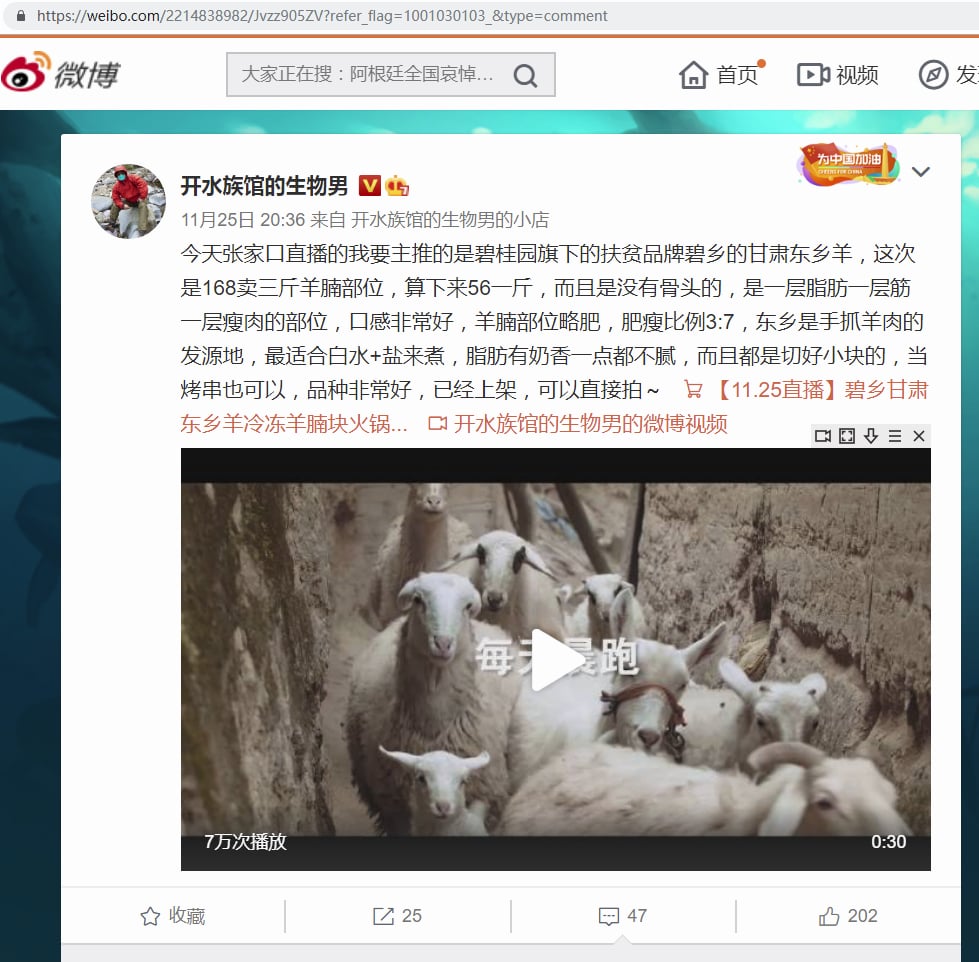 https://weibo.com/2214838982/Jvzz905ZV?refer_flag=1001030103_&type=comment
微博
大家正在搜：阿根廷全国哀悼...
首页
视频
发
为中国加油
CHEERS FOR CHINA
开水族馆的生物男 V
11月25日 20:36 来自 开水族馆的生物男的小店
今天张家口直播的我要主推的是碧桂园旗下的扶贫品牌碧乡的甘肃东乡羊，这次
是168卖三斤羊腩部位，算下来56一斤，而且是没有骨头的，是一层脂肪一层筋
一层瘦肉的部位，口感非常好，羊腩部位略肥，肥瘦比例3:7，东乡是手抓羊肉的
发源地，最适合白水+盐来煮，脂肪有奶香一点都不腻，而且都是切好小块的，当
烤串也可以，品种非常好，已经上架，可以直接拍~ 【11.25直播】碧乡甘肃
东乡羊冷冻羊腩块火锅... 开水族馆的生物男的微博视频
每天晨跑
7万次播放
0:30
收藏
25
47
202